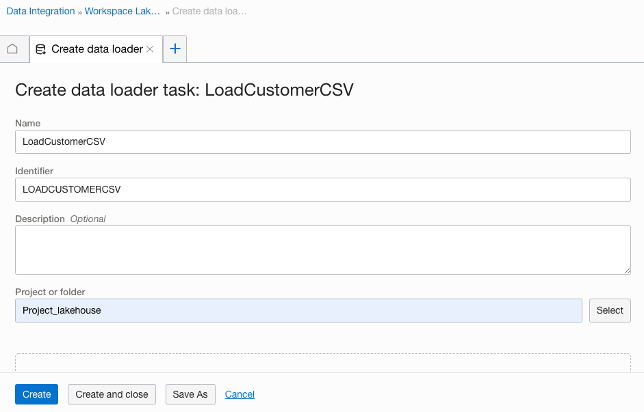 Data Integration » Workspace Lak... » Create data loa...
Create data loader
Create data loader task: LoadCustomerCSV
Name
LoadCustomerCSV
Identifier
LOADCUSTOMERCSV
Description Optional
Project or folder
Project_lakehouse
Select
Create
Create and close
Save As
Cancel